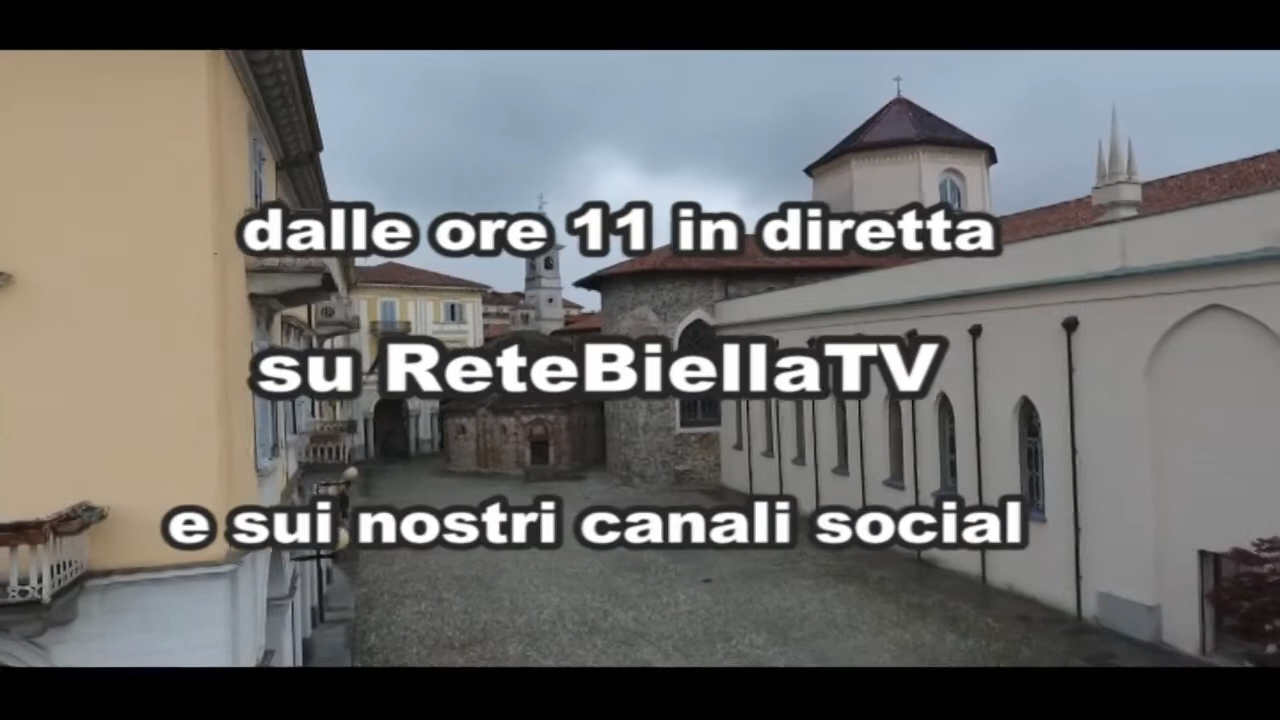 dalle ore 11 in diretta
su ReteBiellaTV
e sui nostri canali social